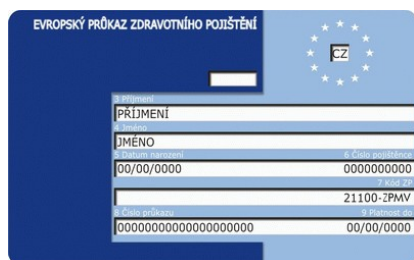 EVROPSKÝ PRŮKAZ ZDRAVOTNÍHO POJIŠTĚNÍ
CZ
3 Příjmení
PŘÍJMENÍ
4 Jméno
JMÉNO
5 Datum narození 6 Číslo pojištěnce
00/00/0000 0000000000
7 Kód ZP
21100-ZPMV
8 Číslo průkazu 9 Platnost do
00000000000000000000 00/00/0000